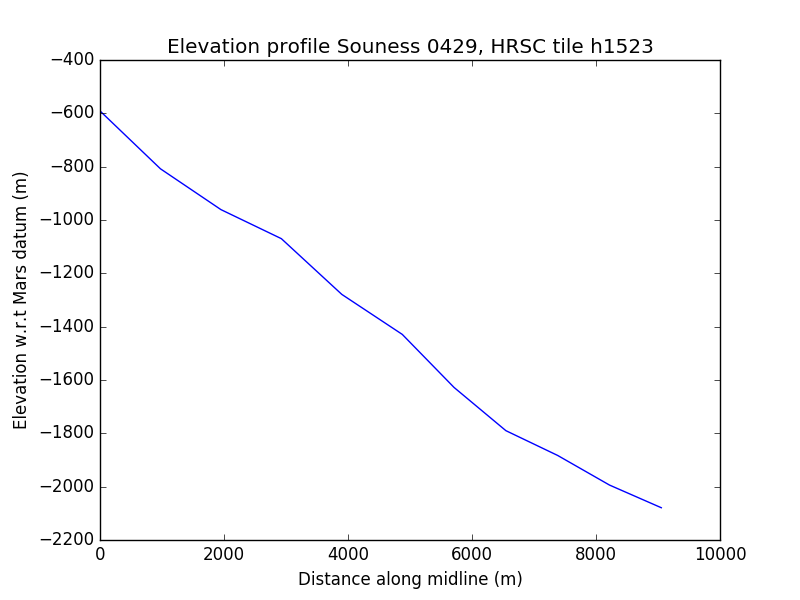 Elevation profile Souness 0429, HRSC tile h1523
−400
−600
−800
−1000
−1200
−1400
−1600
−1800
−2000
−2200
Elevation w.r.t Mars datum (m)
0 2000 4000 6000 8000 10000
Distance along midline (m)